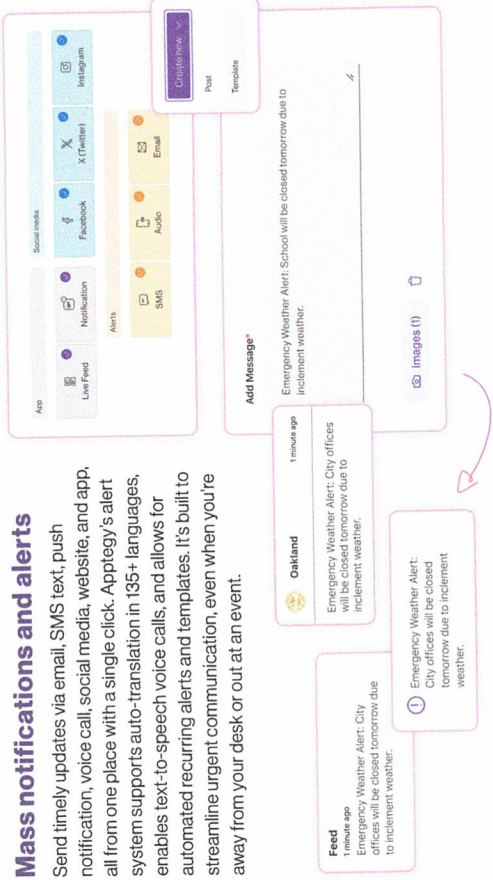 Mass notifications and alerts
Send timely updates via email, SMS text, push
notification, voice call, social media, website, and app,
all from one place with a single click. Apptegy's alert
system supports auto-translation in 135+ languages,
enables text-to-speech voice calls, and allows for
automated recurring alerts and templates. It's built to
streamline urgent communication, even when you're
away from your desk or out at an event.
App
Live Feed
Notification
Social media
Facebook
X (Twitter)
Instagram
Alerts
SMS
Audio
Email
Create new
Post
Template
Add Message*
Emergency Weather Alert: School will be closed tomorrow due to
inclement weather.
Images (1)
Oakland
1 minute ago
Emergency Weather Alert: City offices
will be closed tomorrow due to
inclement weather.
Feed
1 minute ago
Emergency Weather Alert: City
offices will be closed tomorrow due
to inclement weather.
Emergency Weather Alert:
City offices will be closed
tomorrow due to inclement
weather.